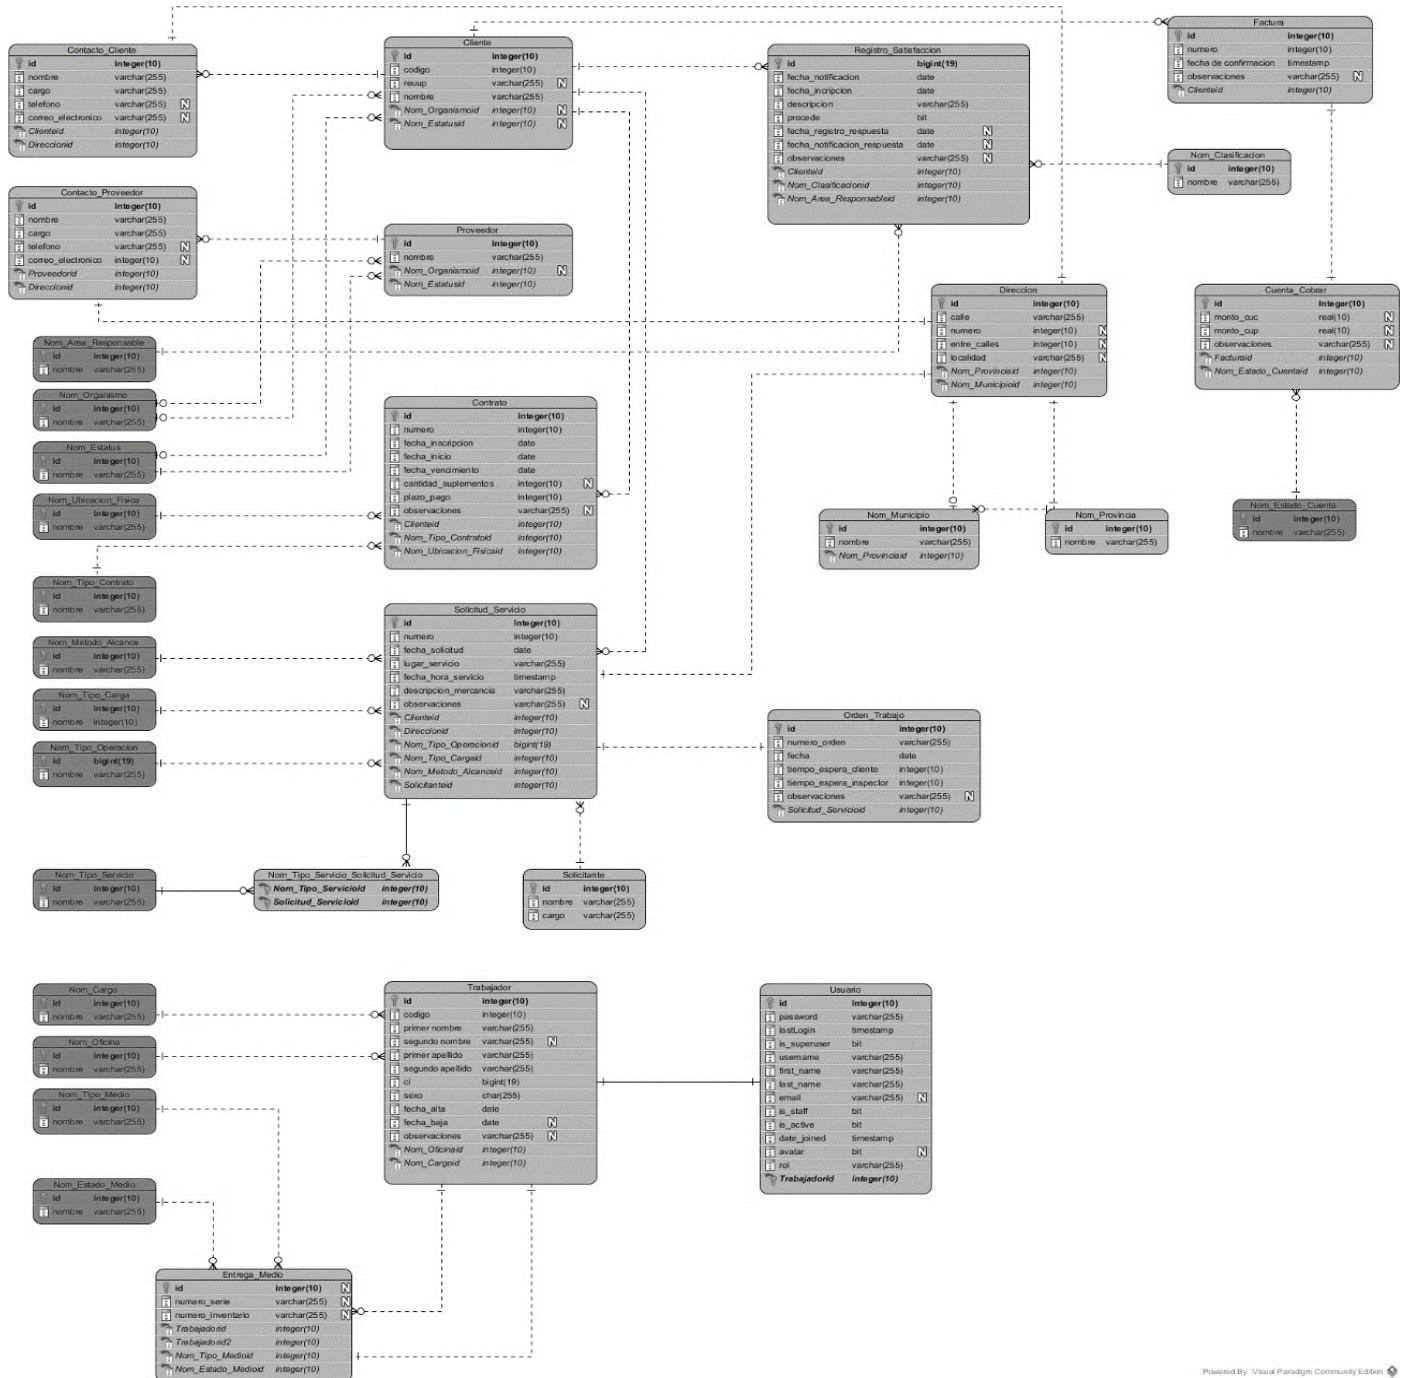 Contacto_Cliente
id integer(10)
nombre varchar(255)
cargo varchar(255)
telefono varchar(255) N
correo_electronico varchar(255) N
Clienteid integer(10)
Direccionid integer(10)
Cliente
id integer(10)
codigo integer(10)
reuup varchar(255) N
nombre varchar(255)
Nom_Organismoid integer(10) N
Nom_Estatusid integer(10) N
Registro_Satisfaccion
id bigint(19)
fecha_notificacion date
fecha_incripcion date
descripcion varchar(255)
procede bit
fecha_registro_respuesta date N
fecha_notificacion_respuesta date N
observaciones varchar(255) N
Clienteid integer(10)
Nom_Clasificacionid integer(10)
Nom_Area_Responsableid integer(10)
Factura
id integer(10)
numero integer(10)
fecha de confirmacion timestamp
observaciones varchar(255) N
Clienteid integer(10)
Nom_Clasificacion
id integer(10)
nombre varchar(255)
Contacto_Proveedor
id integer(10)
nombre varchar(255)
cargo varchar(255)
telefono varchar(255) N
correo_electronico integer(10) N
Proveedorid integer(10)
Direccionid integer(10)
Proveedor
id integer(10)
nombre varchar(255)
Nom_Organismoid integer(10) N
Nom_Estatusid integer(10)
Direccion
id integer(10)
calle varchar(255)
numero integer(10) N
entre_calles integer(10) N
localidad varchar(255) N
Nom_Provinciaid integer(10)
Nom_Municipioid integer(10)
Cuenta_Cobrar
id integer(10)
monto_cuc real(10) N
monto_cup real(10) N
observaciones varchar(255) N
Facturaid integer(10)
Nom_Estado_Cuentaid integer(10)
Nom_Area_Responsable
id integer(10)
nombre varchar(255)
Nom_Organismo
id integer(10)
nombre varchar(255)
Nom_Estatus
id integer(10)
nombre varchar(255)
Nom_Ubicacion_Fisica
id integer(10)
nombre varchar(255)
Contrato
id integer(10)
numero integer(10)
fecha_inscripcion date
fecha_inicio date
fecha_vencimiento date
cantidad_suplementos integer(10) N
plazo_pago integer(10)
observaciones varchar(255) N
Clienteid integer(10)
Nom_Tipo_Contratoid integer(10)
Nom_Ubicacion_Fisicaid integer(10)
Nom_Municipio
id integer(10)
nombre varchar(255)
Nom_Provinciaid integer(10)
Nom_Provincia
id integer(10)
nombre varchar(255)
Nom_Estado_Cuenta
id integer(10)
nombre varchar(255)
Nom_Tipo_Contrato
id integer(10)
nombre varchar(255)
Nom_Metodo_Alcance
id integer(10)
nombre varchar(255)
Nom_Tipo_Carga
id integer(10)
nombre integer(10)
Nom_Tipo_Operacion
id bigint(19)
nombre varchar(255)
Solicitud_Servicio
id integer(10)
numero integer(10)
fecha_solicitud date
lugar_servicio varchar(255)
fecha_hora_servicio timestamp
descripcion_mercancia varchar(255)
observaciones varchar(255) N
Clienteid integer(10)
Direccionid integer(10)
Nom_Tipo_Operacionid bigint(19)
Nom_Tipo_Cargaid integer(10)
Nom_Metodo_Alcanceid integer(10)
Solicitanteid integer(10)
Orden_Trabajo
id integer(10)
numero_orden varchar(255)
fecha date
tiempo_espera_cliente integer(10)
tiempo_espera_inspector integer(10)
observaciones varchar(255) N
Solicitud_Servicioid integer(10)
Nom_Tipo_Servicio
id integer(10)
nombre varchar(255)
Nom_Tipo_Servicio_Solicitud_Servicio
Nom_Tipo_Servicioid integer(10)
Solicitud_Servicioid integer(10)
Solicitante
id integer(10)
nombre varchar(255)
cargo varchar(255)
Nom_Cargo
id integer(10)
nombre varchar(255)
Nom_Oficina
id integer(10)
nombre varchar(255)
Nom_Tipo_Medio
id integer(10)
nombre varchar(255)
Nom_Estado_Medio
id integer(10)
nombre varchar(255)
Trabajador
id integer(10)
codigo integer(10)
primer nombre varchar(255)
segundo nombre varchar(255) N
primer apellido varchar(255)
segundo apellido varchar(255)
ci bigint(19)
sexo char(255)
fecha_alta date
fecha_baja date N
observaciones varchar(255) N
Nom_Oficinaid integer(10)
Nom_Cargoid integer(10)
Usuario
id integer(10)
password varchar(255)
lastLogin timestamp
is_superuser bit
username varchar(255)
first_name varchar(255)
last_name varchar(255)
email varchar(255) N
is_staff bit
is_active bit
date_joined timestamp
avatar bit N
rol varchar(255)
Trabajadorid integer(10)
Entrega_Medio
id integer(10) N
numero_serie varchar(255) N
numero_inventario varchar(255) N
Trabajadorid integer(10)
Trabajadorid2 integer(10)
Nom_Tipo_Medioid integer(10)
Nom_Estado_Medioid integer(10)
Powered By Visual Paradigm Community Edition